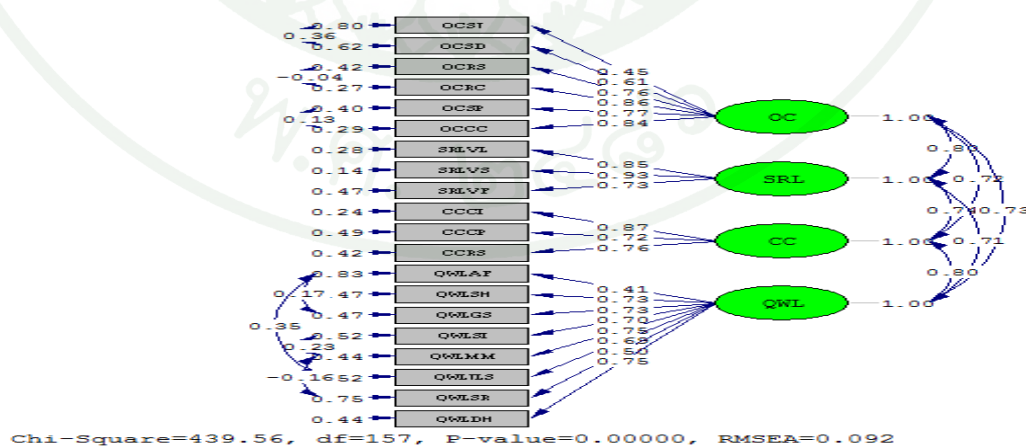 0.80 OCSI
0.36
0.62 OCSD
0.42 OCRS
-0.04
0.27 OCRC
0.40 OCSP
0.13
0.29 OCCC
0.28 SRLVL
0.14 SRLVS
0.47 SRLVF
0.24 CCCI
0.49 CCCP
0.42 CCRS
0.83 QWLAF
0.17 .47 QWLSH
0.47 QWLGS
0.35
0.52 QWLSI
0.23
0.44 QWLMM
-0.16 52 QWLULS
0.75 QWLSR
0.44 QWLDH
0.45
0.61
0.76
0.86
0.77
0.84
0.85
0.93
0.73
0.87
0.72
0.76
0.41
0.73
0.73
0.70
0.75
0.69
0.50
0.75
OC 1.00
SRL 1.00
CC 1.00
QWL 1.00
0.72
0.74
0.73
0.71
0.80
Chi-Square=439.56, df=157, P-value=0.00000, RMSEA=0.092